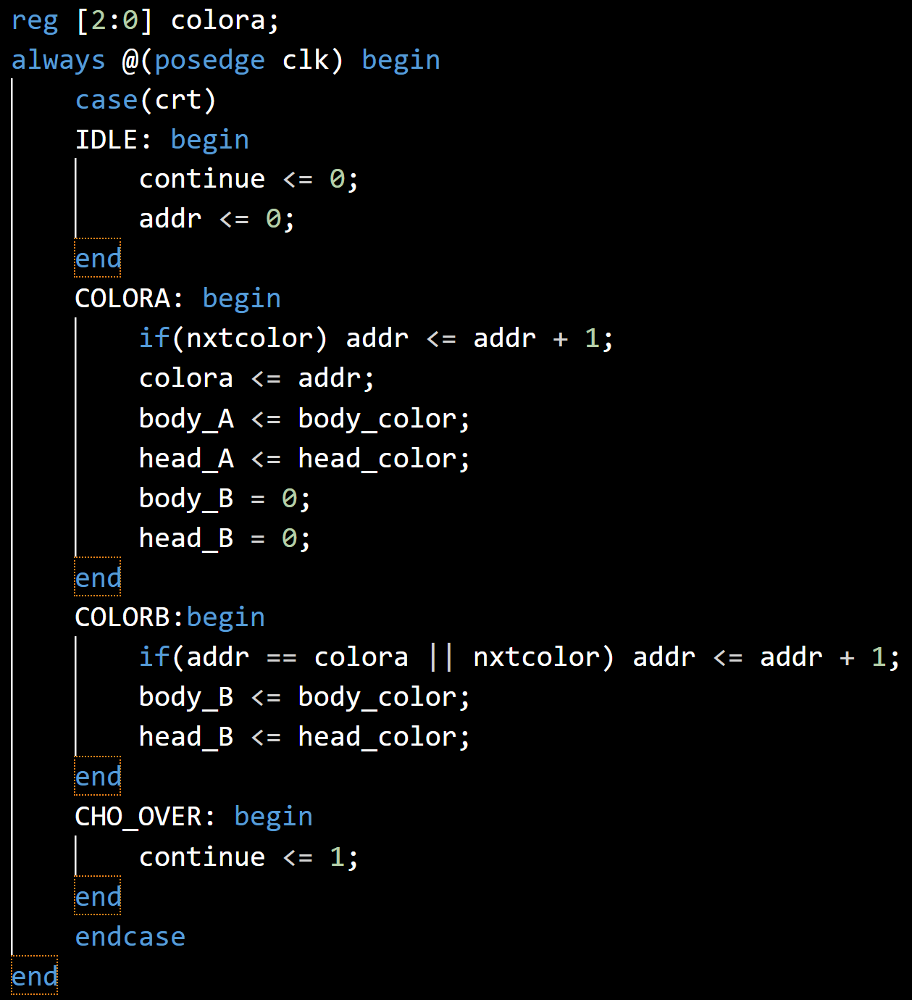 reg [2:0] colora;
always @(posedge clk) begin
case(crt)
IDLE: begin
continue <= 0;
addr <= 0;
end
COLORA: begin
if(nxtcolor) addr <= addr + 1;
colora <= addr;
body_A <= body_color;
head_A <= head_color;
body_B = 0;
head_B = 0;
end
COLORB:begin
if(addr == colora || nxtcolor) addr <= addr + 1;
body_B <= body_color;
head_B <= head_color;
end
CHO_OVER: begin
continue <= 1;
end
endcase
end